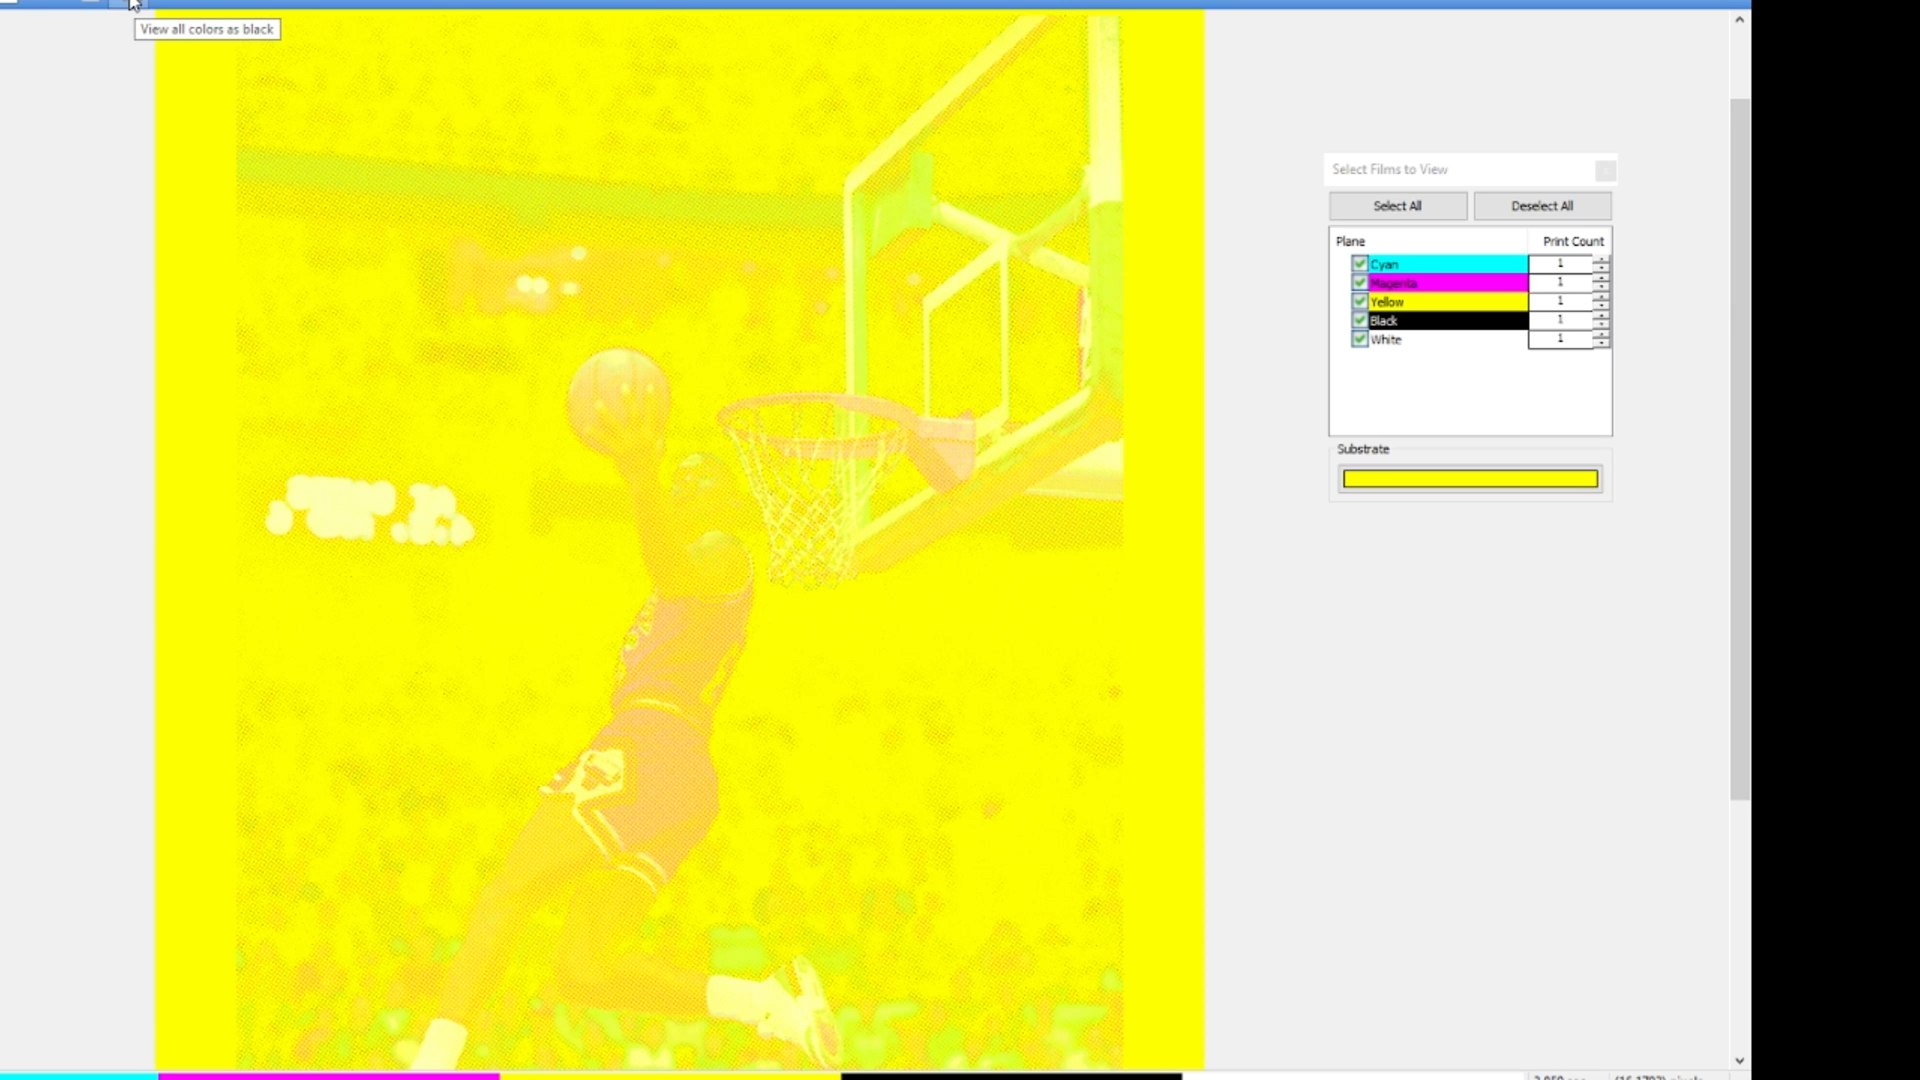 View all colors as black
Select Films to View
Select All
Deselect All
Plane
Print Count
Cyan
1
Magenta
1
Yellow
1
Black
1
White
1
Substrate